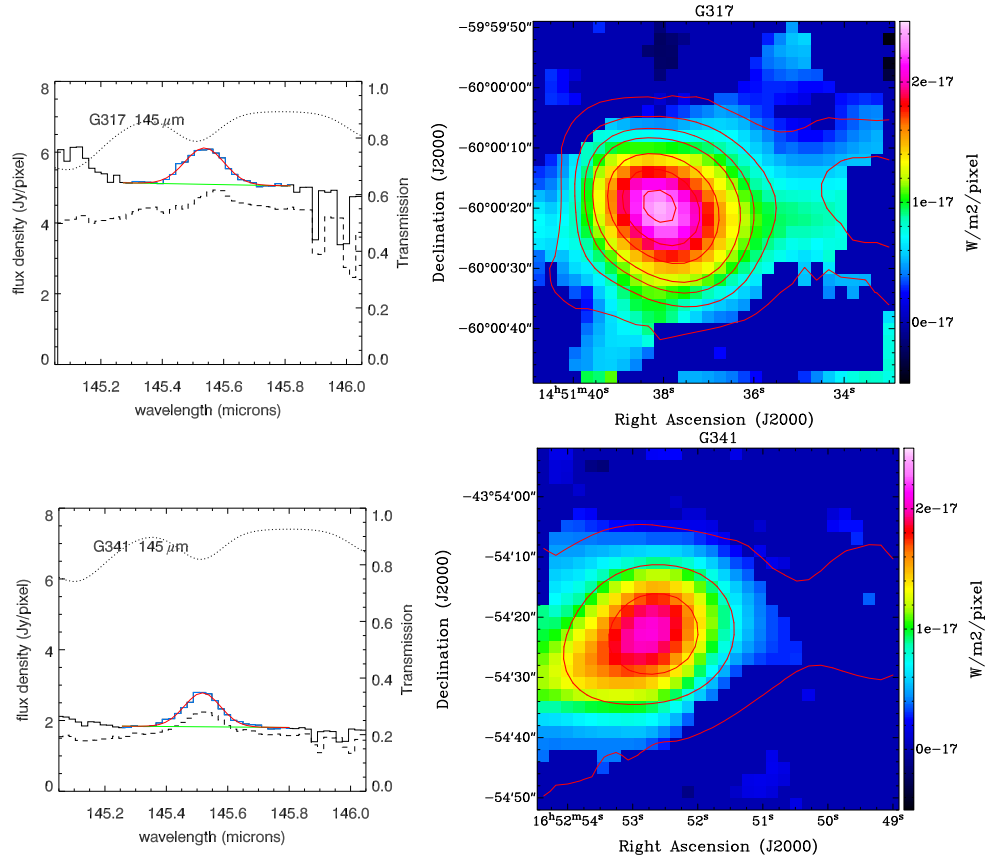 G317
8
6
4
2
0
1.0
0.8
0.6
0.4
0.2
0.0
G317 145 μm
flux density (Jy/pixel)
Transmission
145.2 145.4 145.6 145.8 146.0
wavelength (microns)
−59°59′50″
−60°00′00″
−60°00′10″
−60°00′20″
−60°00′30″
−60°00′40″
Declination (J2000)
14ʰ51ᵐ40ˢ 38ˢ 36ˢ 34ˢ
Right Ascension (J2000)
2e−17
1e−17
0e−17
W/m2/pixel
G341
8
6
4
2
0
1.0
0.8
0.6
0.4
0.2
0.0
G341 145 μm
flux density (Jy/pixel)
Transmission
145.2 145.4 145.6 145.8 146.0
wavelength (microns)
−43°54′00″
−54′10″
−54′20″
−54′30″
−54′40″
−54′50″
Declination (J2000)
16ʰ52ᵐ54ˢ 53ˢ 52ˢ 51ˢ 50ˢ 49ˢ
Right Ascension (J2000)
2e−17
1e−17
0e−17
W/m2/pixel